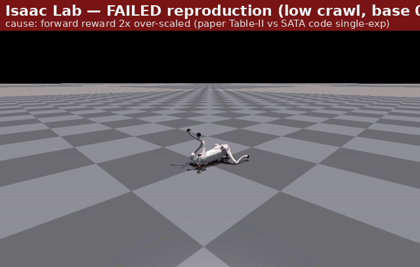 Isaac Lab — FAILED reproduction (low crawl, base
cause: forward reward 2x over-scaled (paper Table-II vs SATA code single-exp)